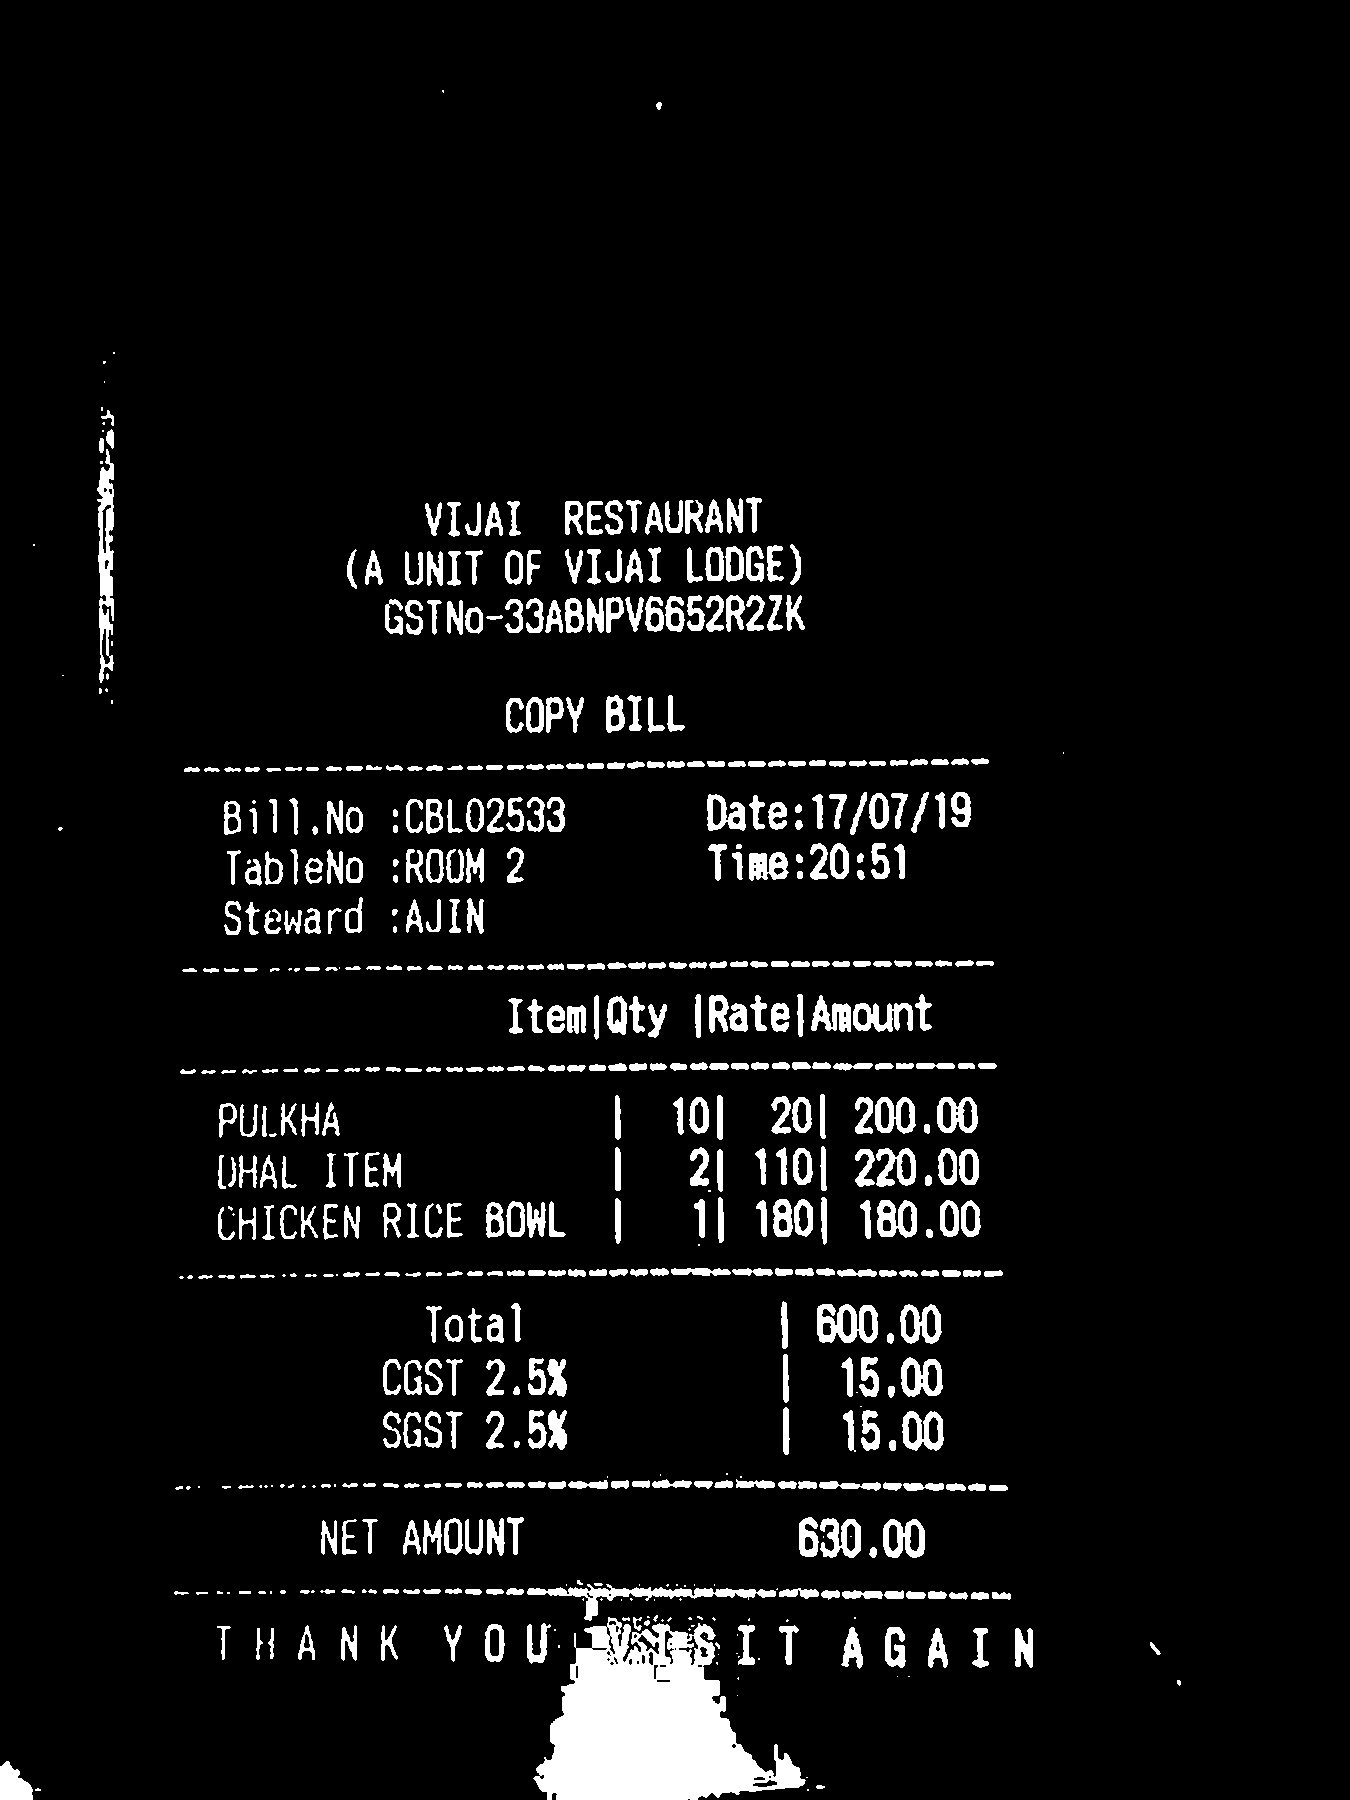 VIJAI RESTAURANT
(A UNIT OF VIJAI LODGE)
GSTNo-33ABNPV6652R2ZK
COPY BILL
Bill.No :CBL02533 Date:17/07/19
TableNo :ROOM 2 Time:20:51
Steward :AJIN
Item|Qty |Rate|Amount
PULKHA | 10| 20| 200.00
DHAL ITEM | 2| 110| 220.00
CHICKEN RICE BOWL | 1| 180| 180.00
Total | 600.00
CGST 2.5% | 15.00
SGST 2.5% | 15.00
NET AMOUNT 630.00
THANK YOU VISIT AGAIN